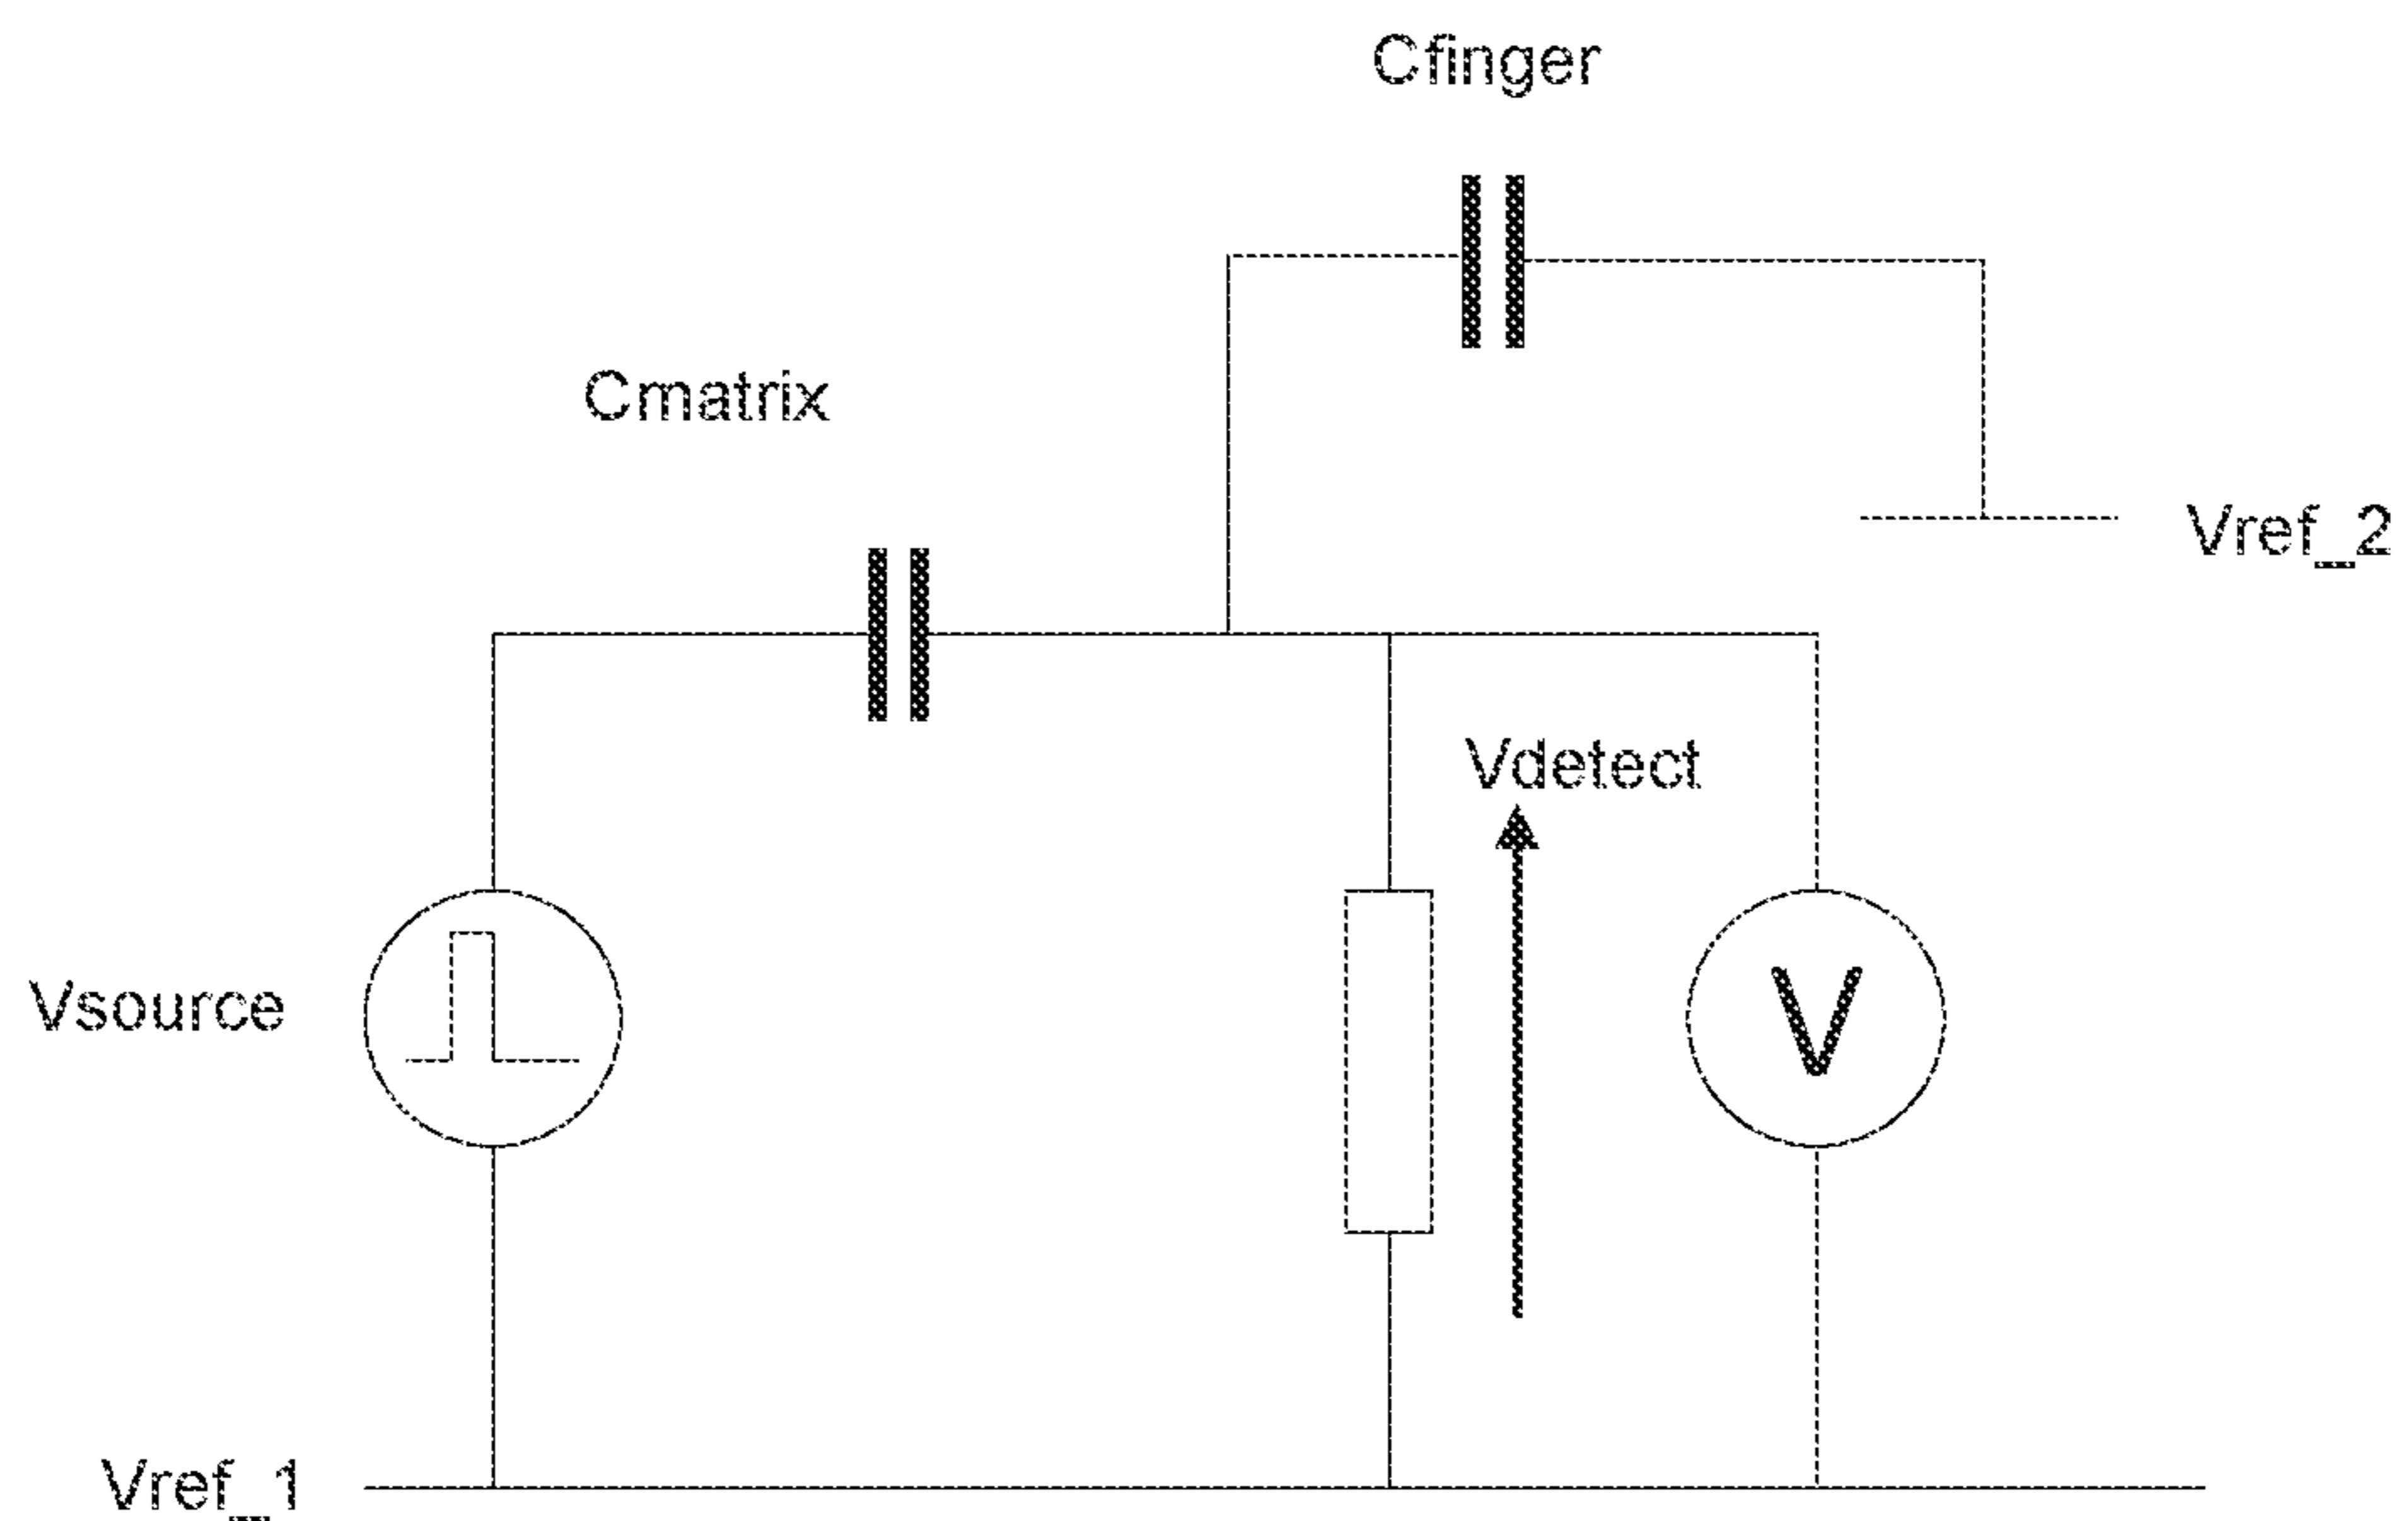 Cfinger
Cmatrix
Vref_2
Vdetect
Vsource
V
Vref_1